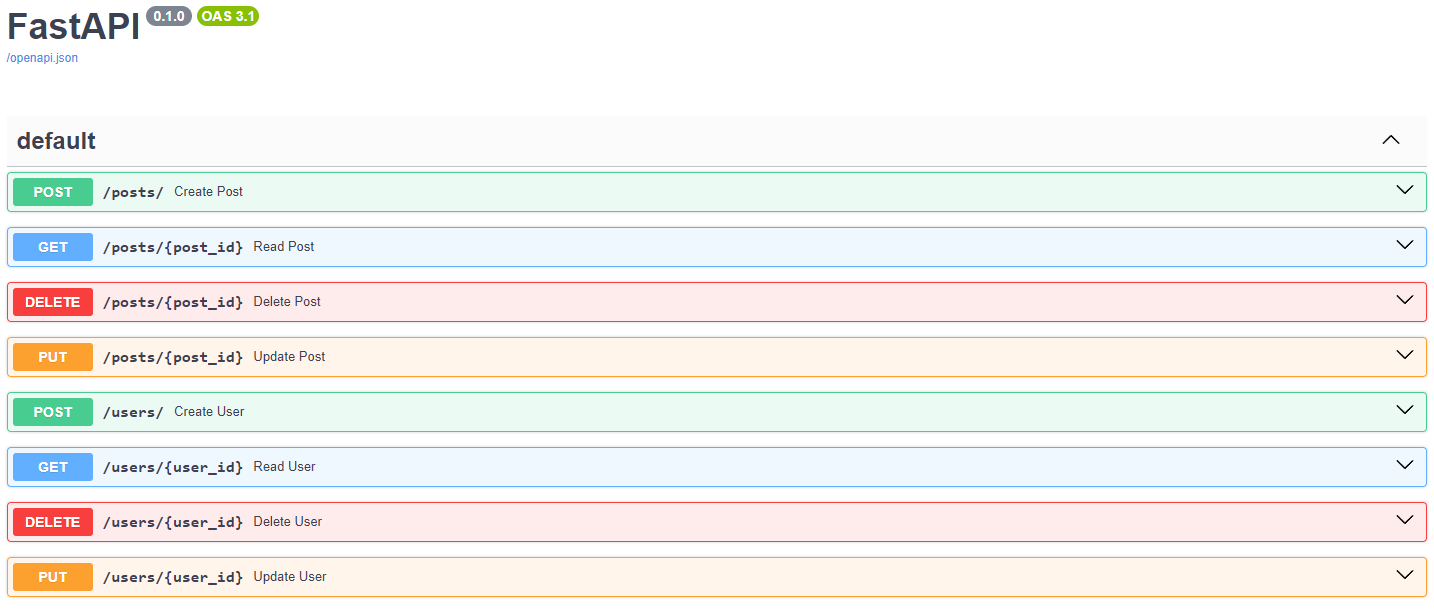 FastAPI 0.1.0 OAS 3.1
/openapi.json
default
POST /posts/ Create Post
GET /posts/{post_id} Read Post
DELETE /posts/{post_id} Delete Post
PUT /posts/{post_id} Update Post
POST /users/ Create User
GET /users/{user_id} Read User
DELETE /users/{user_id} Delete User
PUT /users/{user_id} Update User